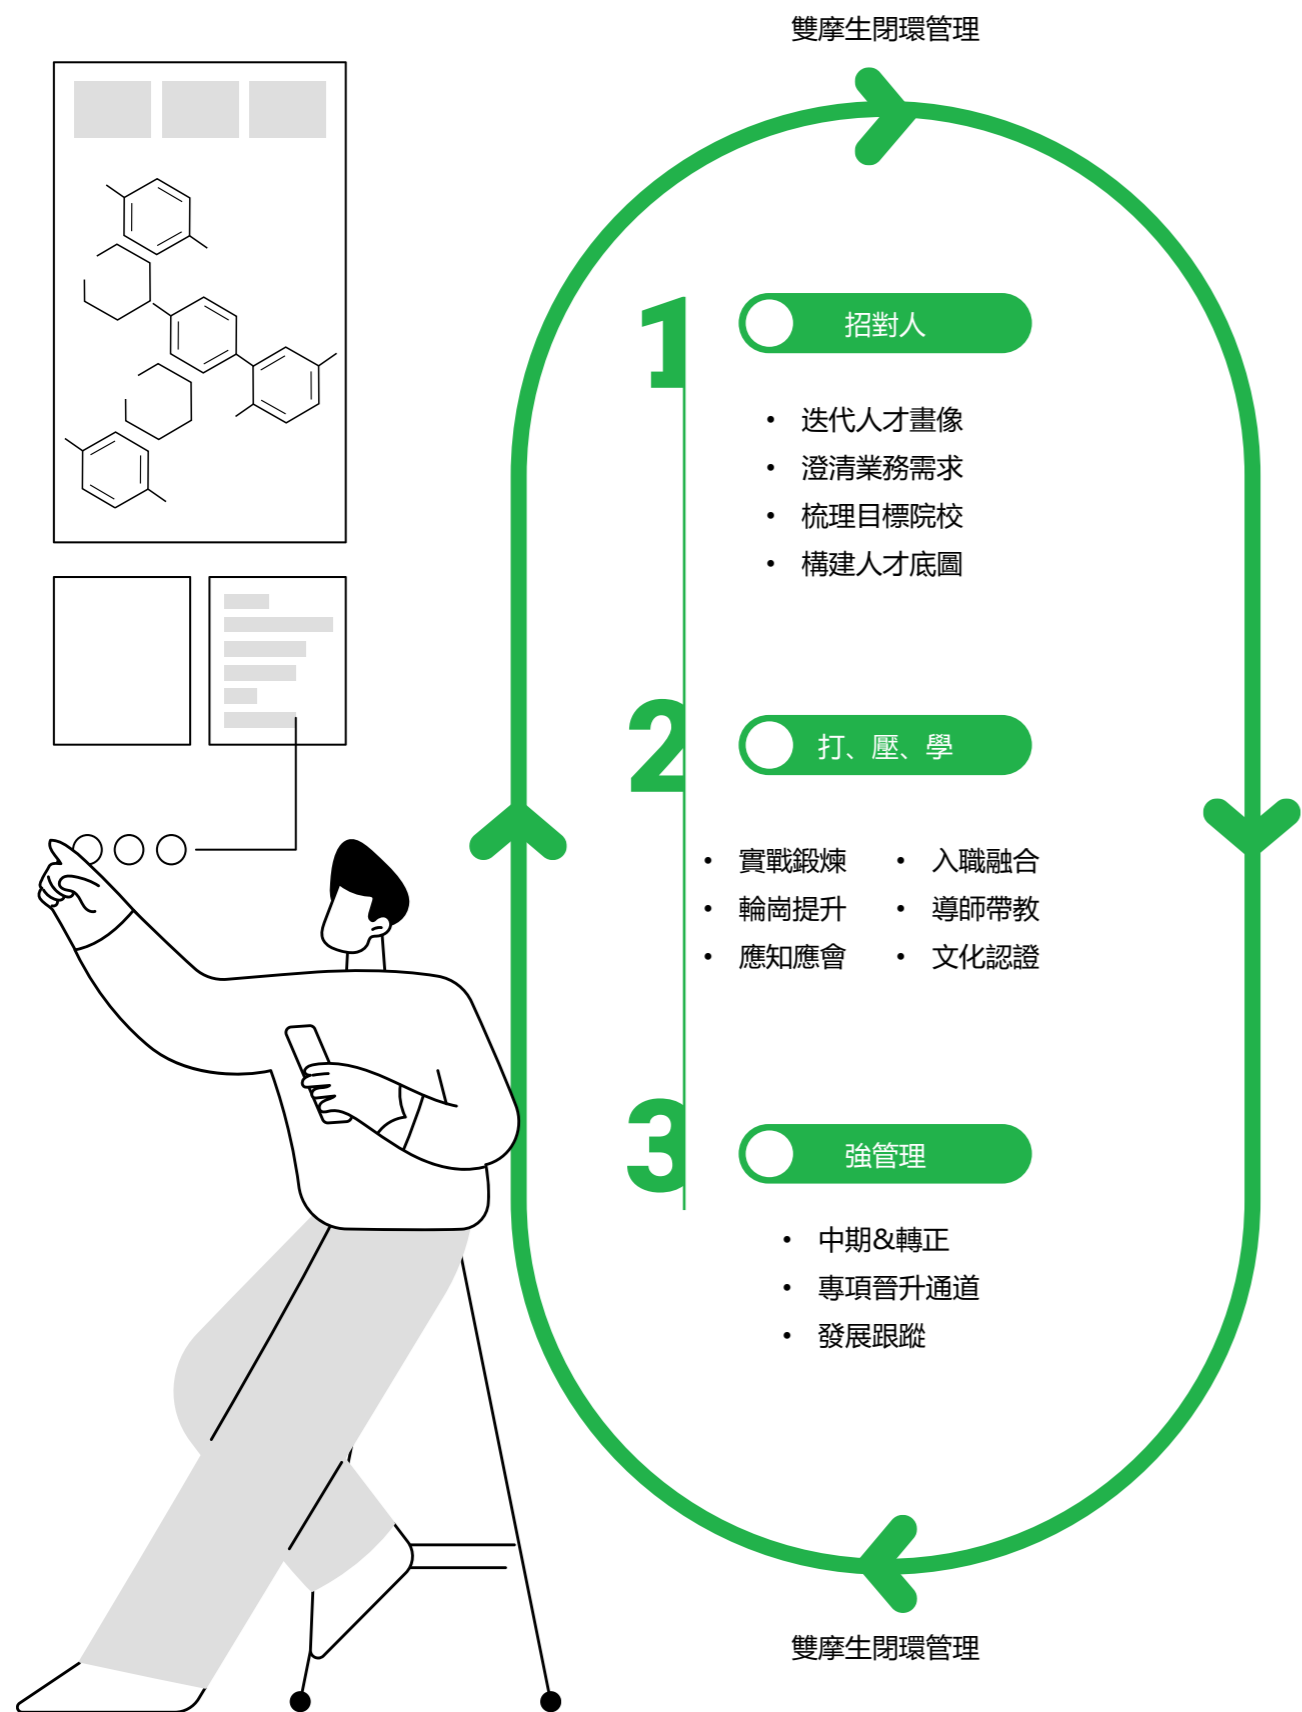 雙摩生閉環管理
1
招對人
• 迭代人才畫像
• 澄清業務需求
• 梳理目標院校
• 構建人才底圖
2
打、壓、學
• 實戰鍛煉
• 輪崗提升
• 應知應會
• 入職融合
• 導師帶教
• 文化認證
3
強管理
• 中期&轉正
• 專項晉升通道
• 發展跟蹤
雙摩生閉環管理